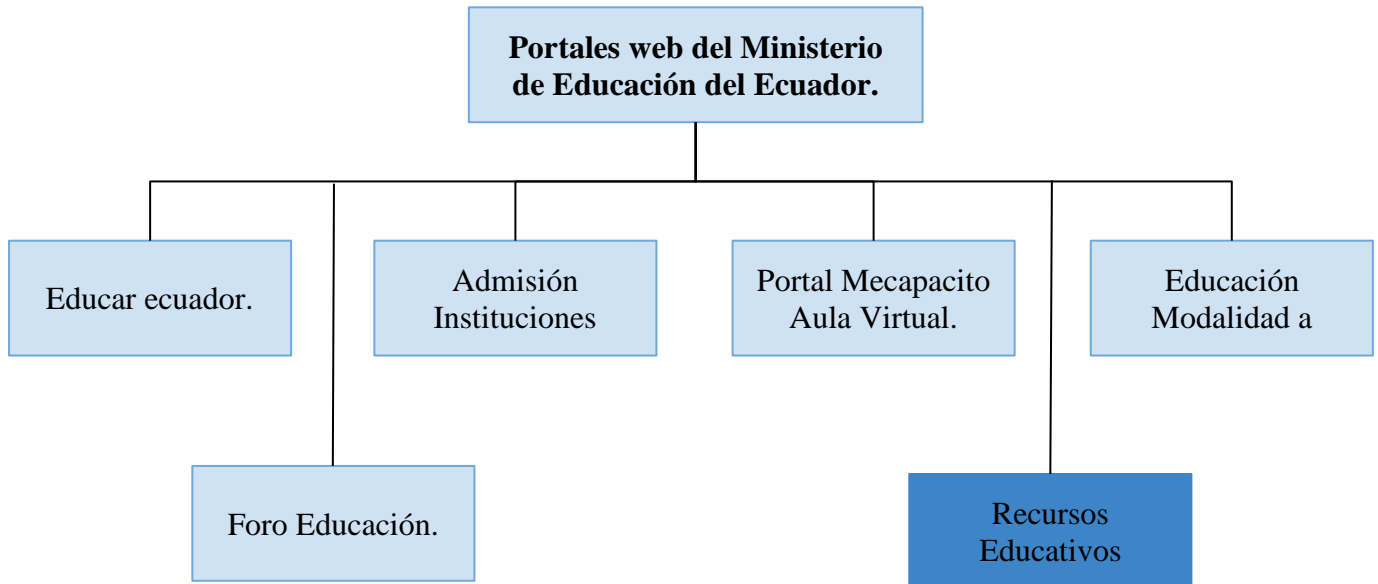 Portales web del Ministerio
de Educación del Ecuador.
Educar ecuador.
Admisión
Instituciones
Portal Mecapacito
Aula Virtual.
Educación
Modalidad a
Foro Educación.
Recursos
Educativos